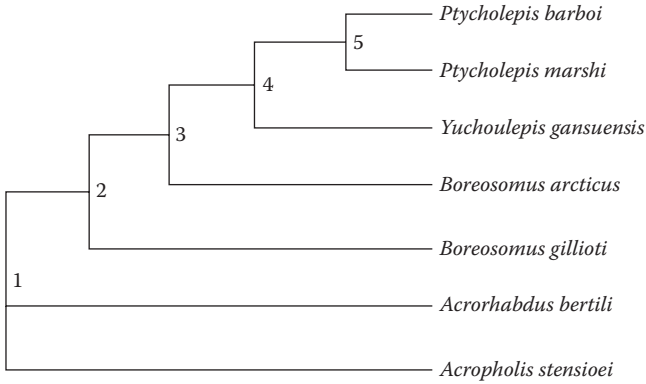 Ptycholepis barboi
5
Ptycholepis marshi
4
Yuchoulepis gansuensis
3
Boreosomus arcticus
2
Boreosomus gillioti
1
Acrorhabdus bertili
Acropholis stensioei